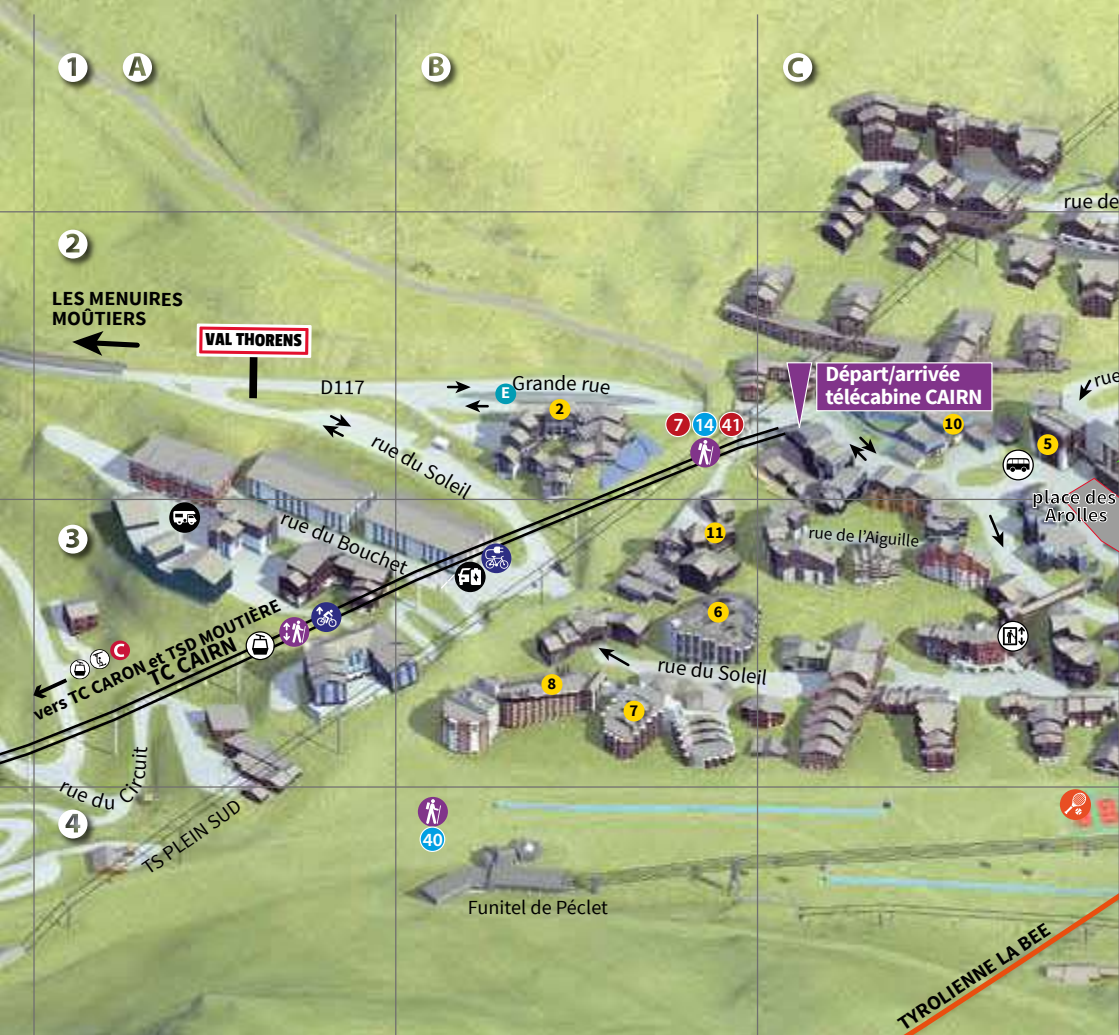 1
A
B
C
rue de
2
LES MENUIRES
MOÛTIERS
VAL THORENS
D117
E
Grande rue
2
Départ/arrivée
télécabine CAIRN
rue
7
14
41
10
5
rue du Soleil
place des
Arolles
3
rue du Bouchet
11
rue de l'Aiguille
6
C
vers TC CARON et TSD MOUTIÈRE
TC CAIRN
rue du Soleil
8
7
rue du Circuit
4
TS PLEIN SUD
40
Funitel de Péclet
TYROLIENNE LA BEE